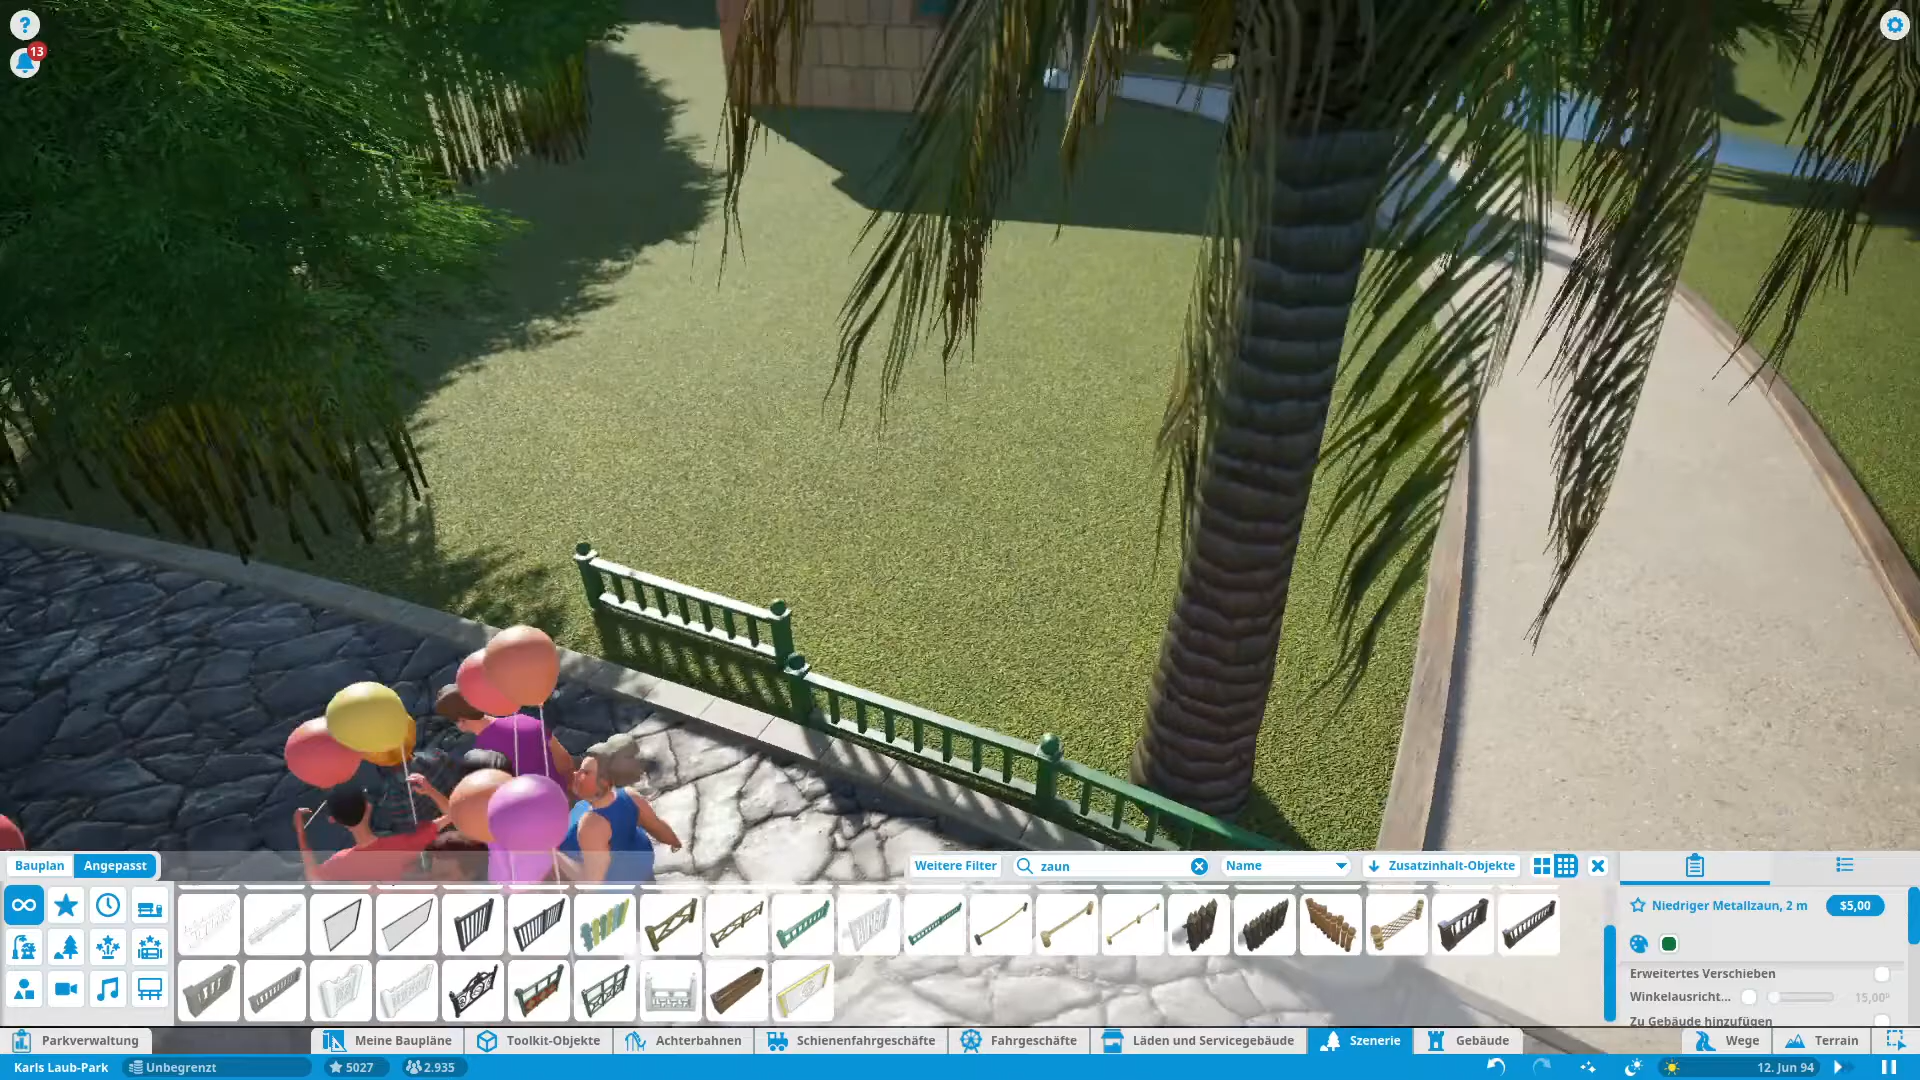 13
Bauplan
Angepasst
Weitere Filter
zaun
Name
Zusatzinhalt-Objekte
Niedriger Metallzaun, 2 m
$5,00
Erweitertes Verschieben
Winkelausricht...
15,00°
Zu Gebäude hinzufügen
Parkverwaltung
Meine Baupläne
Toolkit-Objekte
Achterbahnen
Schienenfahrgeschäfte
Fahrgeschäfte
Läden und Servicegebäude
Szenerie
Gebäude
Wege
Terrain
Karls Laub-Park
Unbegrenzt
5027
2.935
12. Jun 94